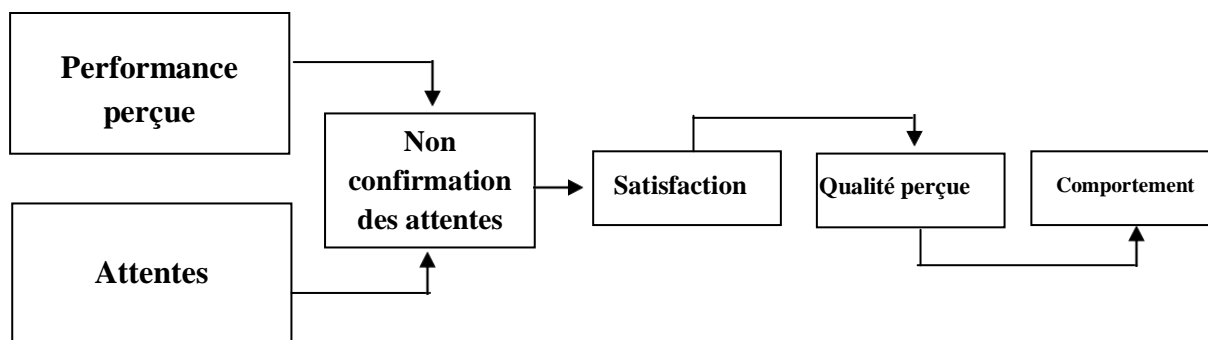 Performance
perçue
Non
confirmation
des attentes
Attentes
Satisfaction
Qualité perçue
Comportement